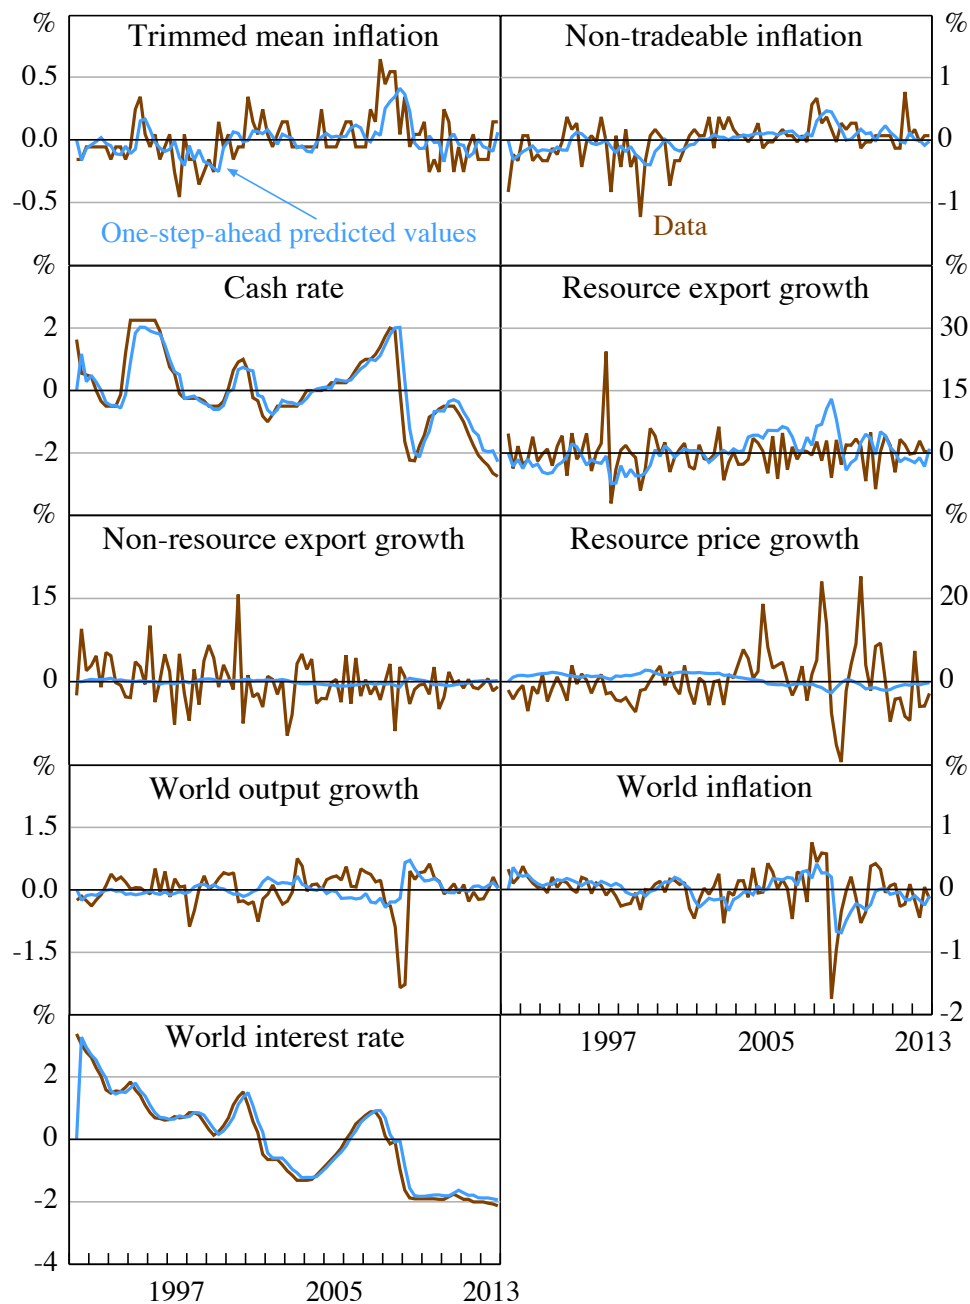 % %
Trimmed mean inflation Non-tradeable inflation
0.5 1
0.0 0
-0.5 -1
One-step-ahead predicted values Data
% %
Cash rate Resource export growth
2 30
0 15
-2 0
% %
Non-resource export growth Resource price growth
15 20
0 0
% %
World output growth World inflation
1.5 1
0.0 0
-1.5 -1
% -2
World interest rate 1997 2005 2013
2
0
-2
-4
1997 2005 2013